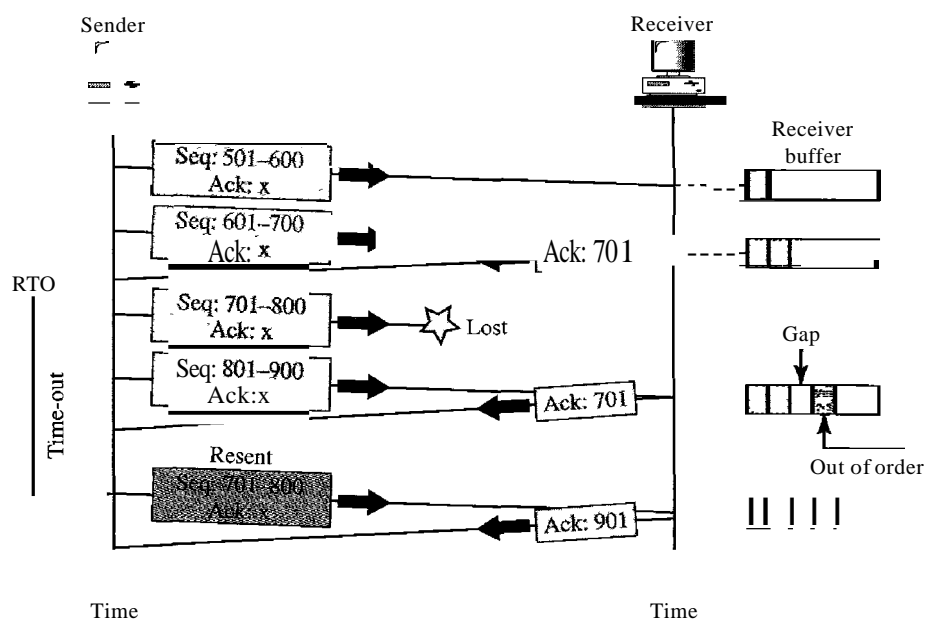 Sender
Receiver
Receiver
buffer
Seq: 501–600
Ack: x
Seq: 601–700
Ack: x
Ack: 701
RTO
Seq: 701–800
Ack: x
Lost
Gap
Seq: 801–900
Ack:x
Ack: 701
Time-out
Out of order
Resent
Seq: 701–800
Ack: x
Ack: 901
Time
Time